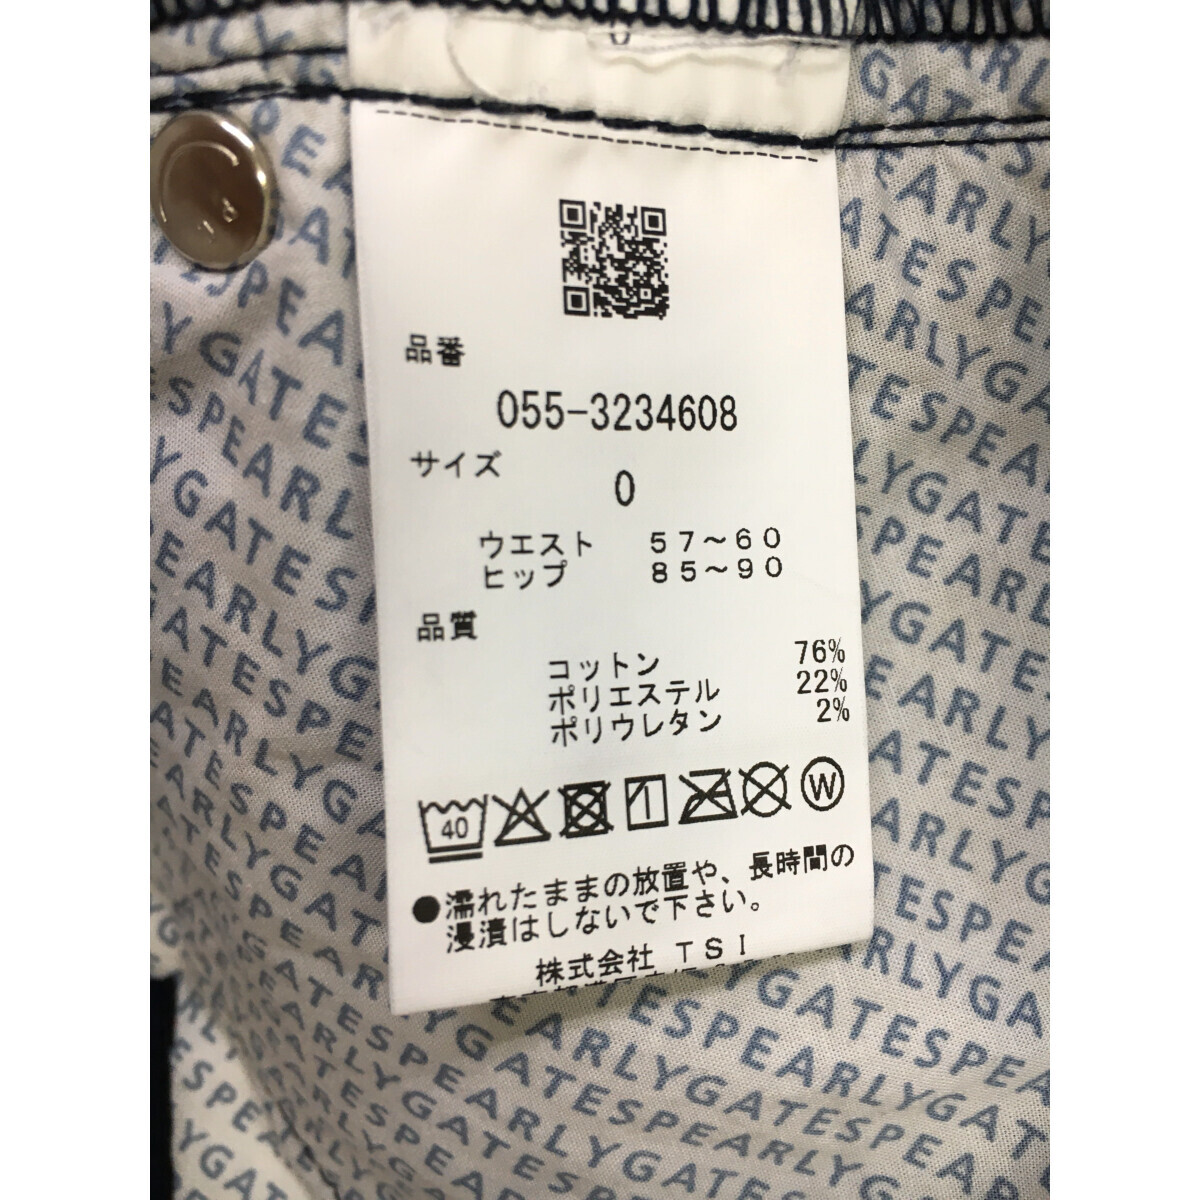 品番
055-3234608
サイズ
0
ウエスト 57～60
ヒップ 85～90
品質
コットン 76%
ポリエステル 22%
ポリウレタン 2%
40
W
●濡れたままの放置や、長時間の
浸漬はしないで下さい。
株式会社 TSI
PEARLYGATES